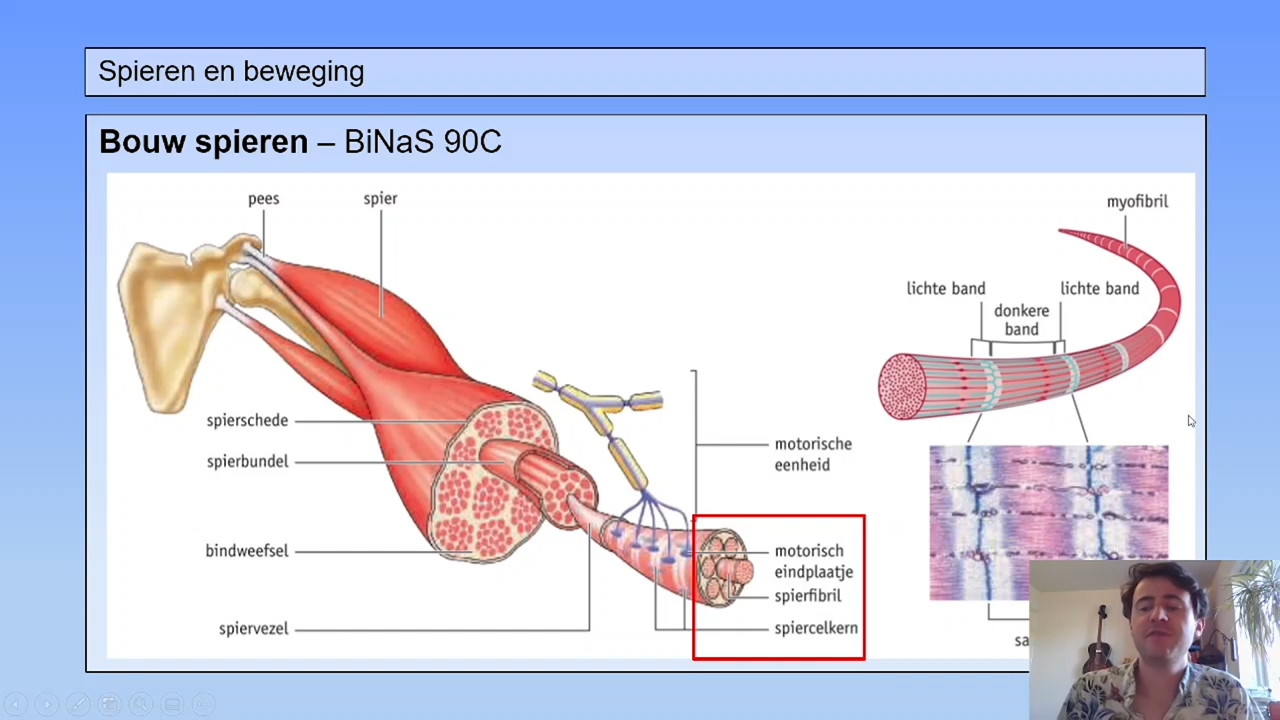 Spieren en beweging
Bouw spieren – BiNaS 90C
pees
spier
myofibril
lichte band
lichte band
donkere
band
spierschede
spierbundel
motorische
eenheid
bindweefsel
motorisch
eindplaatje
spierfibril
spiervezel
spiercelkern
sa